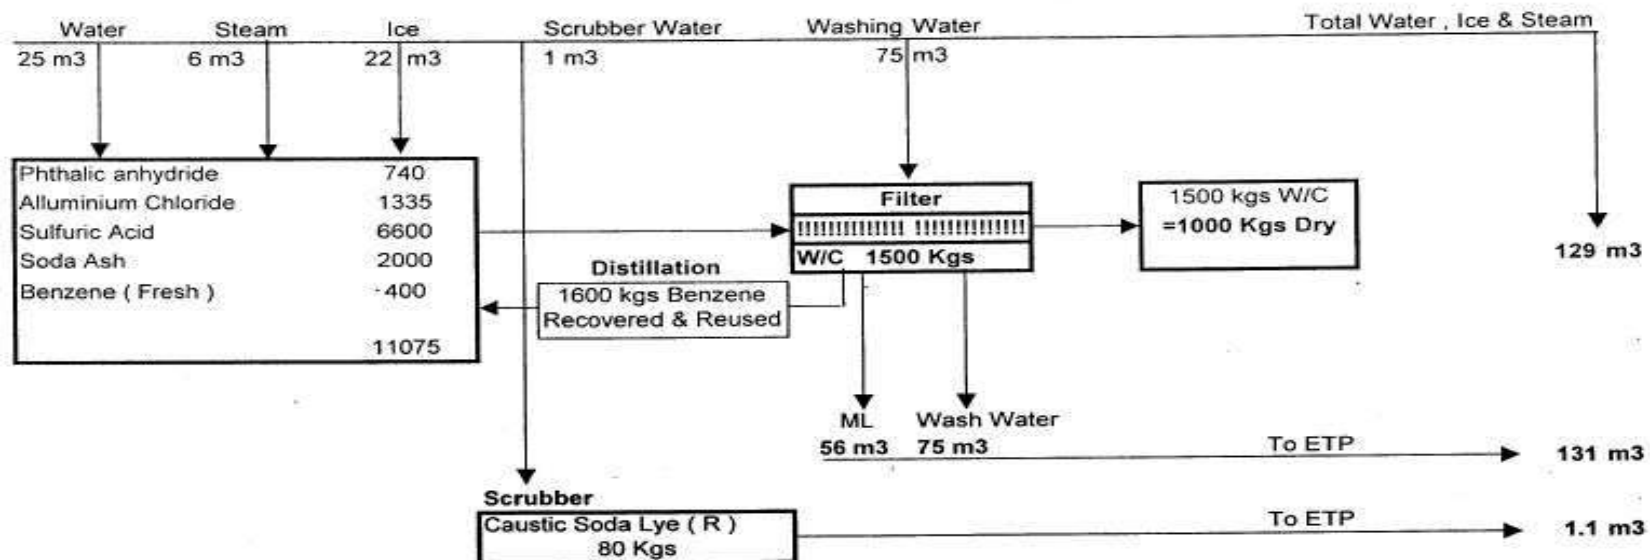 Water Steam Ice Scrubber Water Washing Water Total Water , Ice & Steam
25 m3 6 m3 22 m3 1 m3 75 m3
Phthalic anhydride 740
Alluminium Chloride 1335
Sulfuric Acid 6600
Soda Ash 2000
Benzene ( Fresh ) 400
11075
Filter
!!!!!!!!!!!!!!! !!!!!!!!!!!!!!!
W/C 1500 Kgs
1500 kgs W/C
=1000 Kgs Dry
129 m3
Distillation
1600 kgs Benzene
Recovered & Reused
ML Wash Water
56 m3 75 m3 To ETP 131 m3
Scrubber
Caustic Soda Lye ( R ) To ETP 1.1 m3
80 Kgs